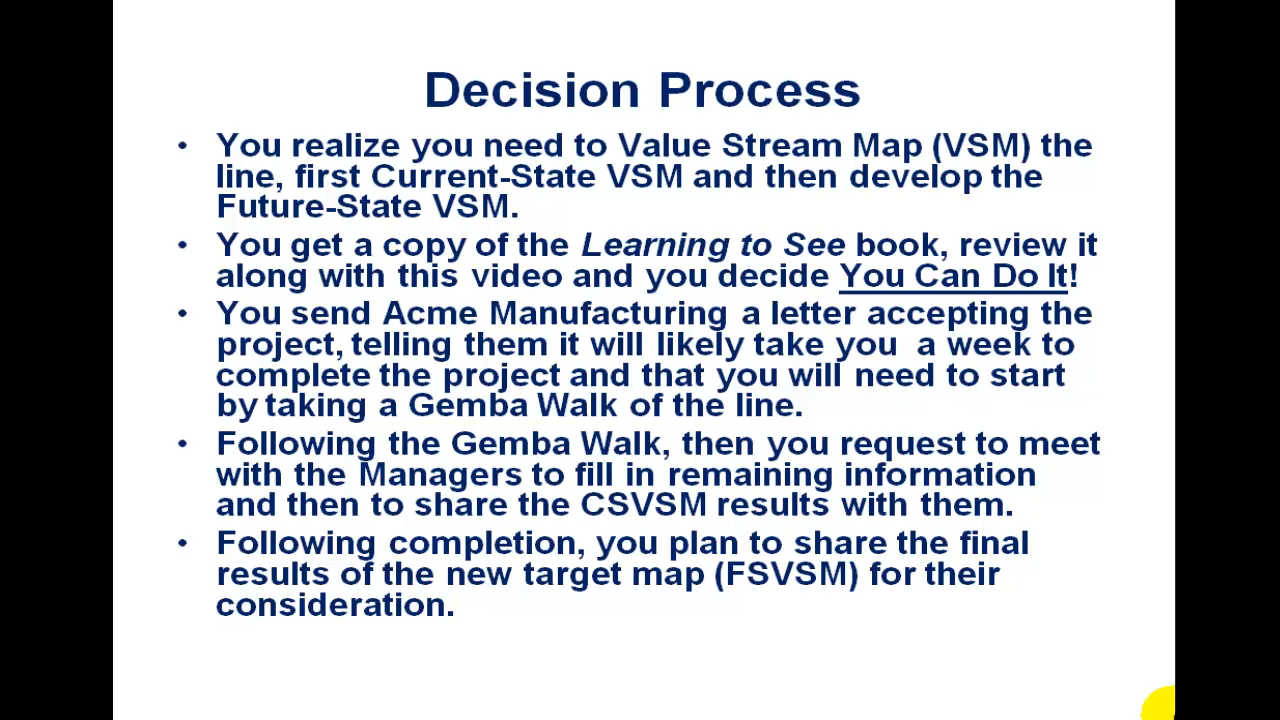 Decision Process
• You realize you need to Value Stream Map (VSM) the
line, first Current-State VSM and then develop the
Future-State VSM.
• You get a copy of the Learning to See book, review it
along with this video and you decide You Can Do It!
• You send Acme Manufacturing a letter accepting the
project, telling them it will likely take you  a week to
complete the project and that you will need to start
by taking a Gemba Walk of the line.
• Following the Gemba Walk, then you request to meet
with the Managers to fill in remaining information
and then to share the CSVSM results with them.
• Following completion, you plan to share the final
results of the new target map (FSVSM) for their
consideration.